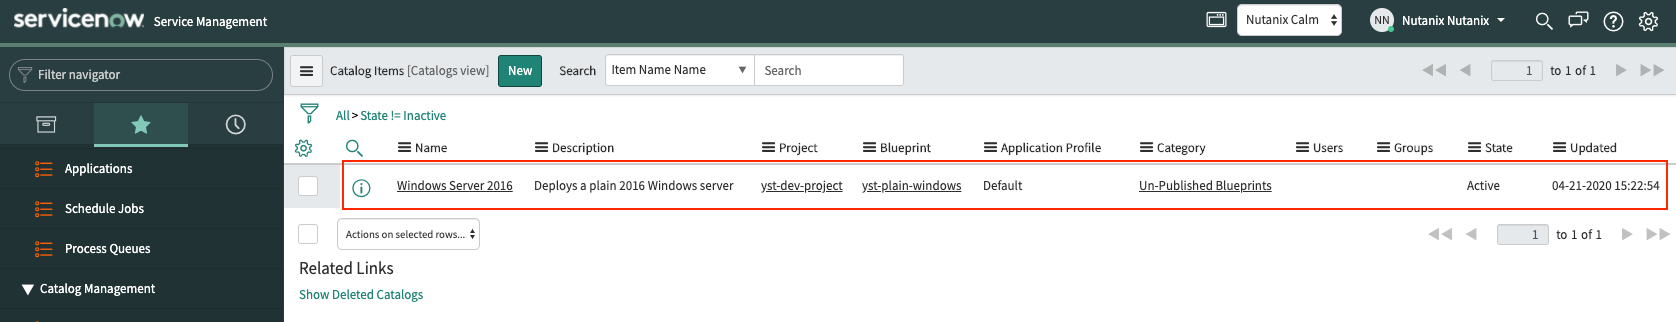 servicenow Service Management
Nutanix Calm
NN Nutanix Nutanix
Filter navigator
Applications
Schedule Jobs
Process Queues
Catalog Management
Catalog Items [Catalogs view] New Search Item Name Name Search 1 to 1 of 1
All > State != Inactive
Name Description Project Blueprint Application Profile Category Users Groups State Updated
Windows Server 2016 Deploys a plain 2016 Windows server yst-dev-project yst-plain-windows Default Un-Published Blueprints Active 04-21-2020 15:22:54
Actions on selected rows... 1 to 1 of 1
Related Links
Show Deleted Catalogs